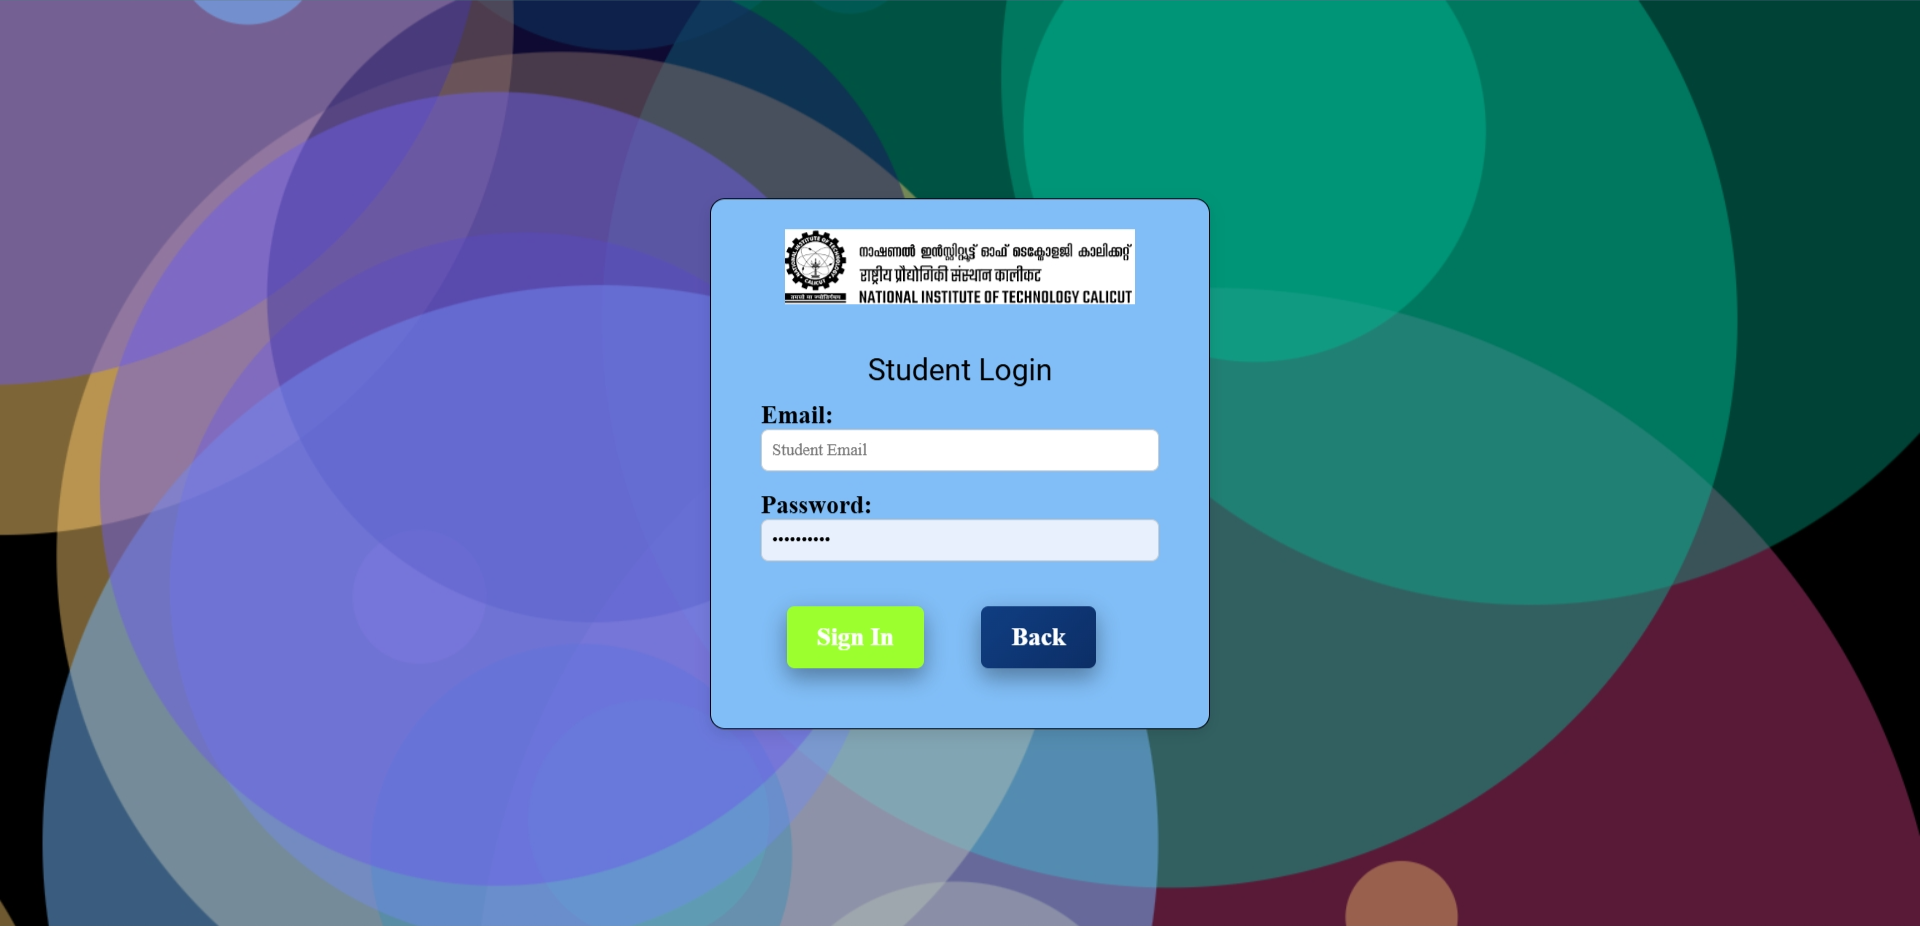 നാഷണൽ ഇൻസ്റ്റിറ്റ്യൂട്ട് ഓഫ് ടെക്നോളജി കാലിക്കറ്റ്
राष्ट्रीय प्रौद्योगिकी संस्थान कालीकट
NATIONAL INSTITUTE OF TECHNOLOGY CALICUT
Student Login
Email:
Student Email
Password:
Sign In
Back